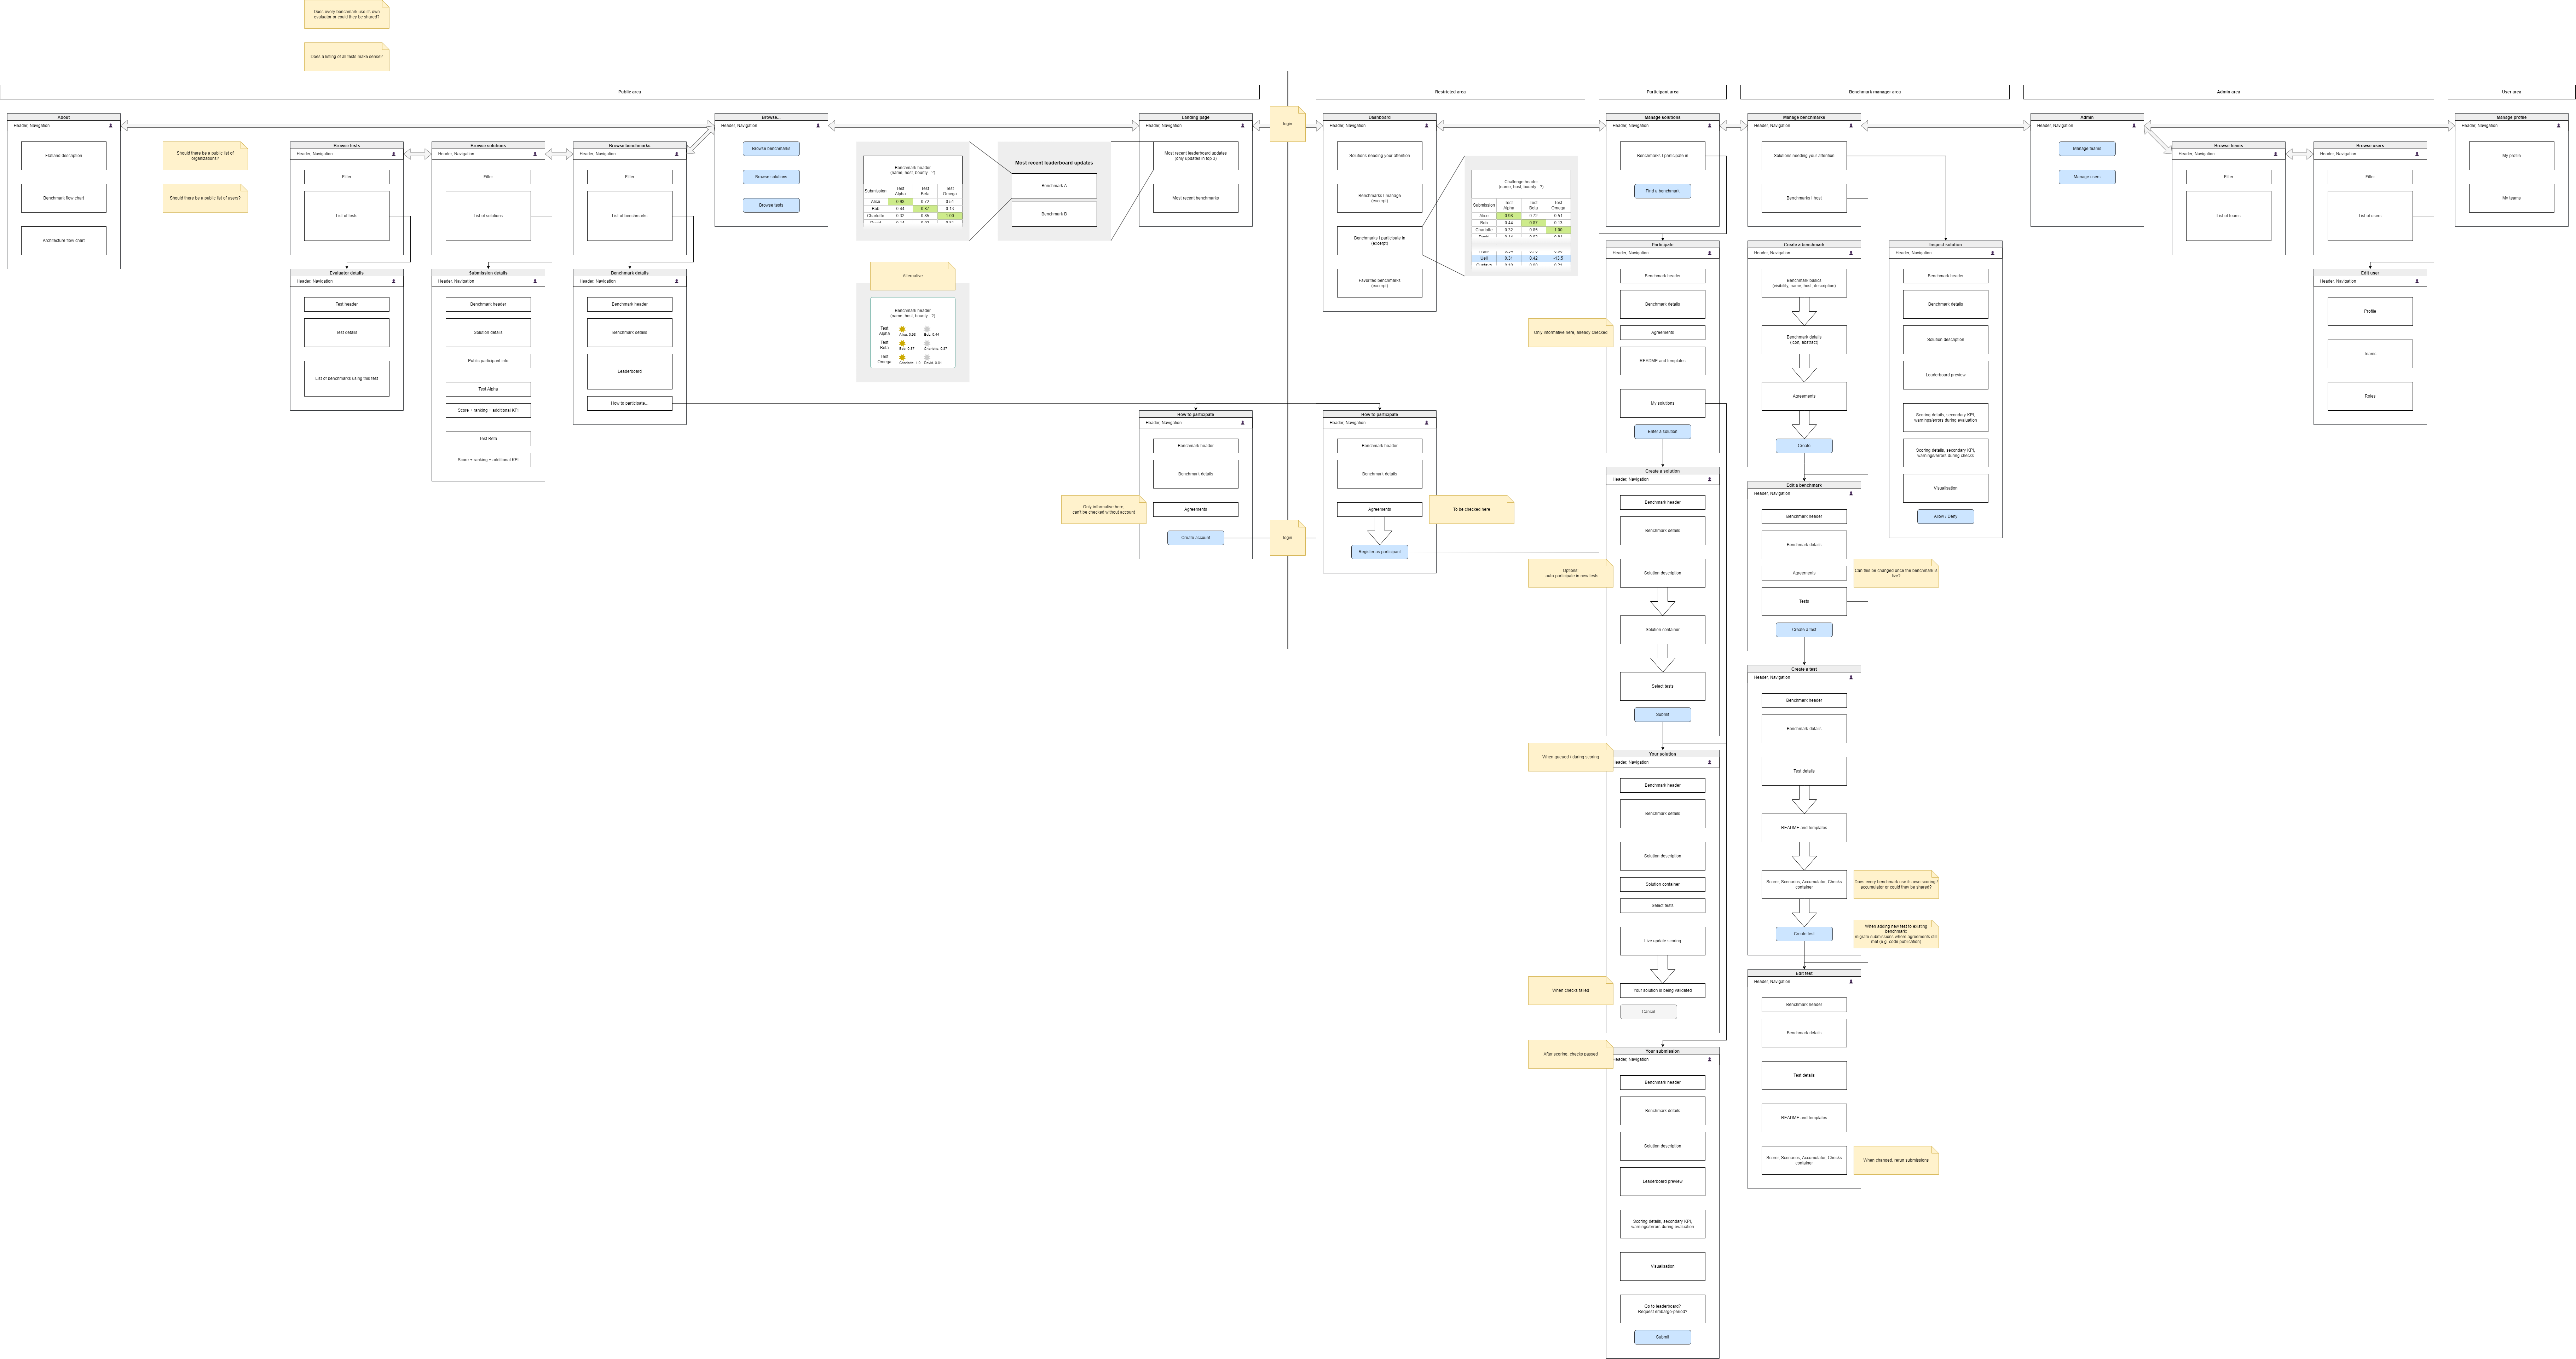 Does every benchmark use its own
evaluator or could they be shared?
Does a listing of all tests make sense?
Public area
Restricted area
Participant area
Benchmark manager area
Admin area
User area
About
Header, Navigation
Flatland description
Benchmark flow chart
Architecture flow chart
Should there be a public list of
organizations?
Should there be a public list of users?
Browse tests
Header, Navigation
Filter
List of tests
Evaluator details
Header, Navigation
Test header
Test details
List of benchmarks using this test
Browse solutions
Header, Navigation
Filter
List of solutions
Submission details
Header, Navigation
Benchmark header
Solution details
Public participant info
Test Alpha
Score + ranking + additional KPI
Test Beta
Score + ranking + additional KPI
Browse benchmarks
Header, Navigation
Filter
List of benchmarks
Benchmark details
Header, Navigation
Benchmark header
Benchmark details
Leaderboard
How to participate...
Browse...
Header, Navigation
Browse benchmarks
Browse solutions
Browse tests
Benchmark header
(name, host, bounty ..?)
Submission Test Alpha Test Beta Test Omega
Alice 0.98 0.72 0.51
Bob 0.44 0.87 0.13
Charlotte 0.32 0.85 1.00
Most recent leaderboard updates
Benchmark A
Benchmark B
Alternative
Benchmark header
(name, host, bounty ..?)
Test
Alpha
Alice, 0.98 Bob, 0.44
Test
Beta
Bob, 0.87 Charlotte, 0.87
Test
Omega
Charlotte, 1.0 David, 0.61
Landing page
Header, Navigation
Most recent leaderboard updates
(only updates in top 3)
Most recent benchmarks
login
How to participate
Header, Navigation
Benchmark header
Benchmark details
Agreements
Create account
Only informative here,
can't be checked without account
login
Dashboard
Header, Navigation
Solutions needing your attention
Benchmarks I manage
(excerpt)
Benchmarks I participate in
(excerpt)
Favorited benchmarks
(excerpt)
Challenge header
(name, host, bounty ..?)
Submission Test Alpha Test Beta Test Omega
Alice 0.98 0.72 0.51
Bob 0.44 0.87 0.13
Charlotte 0.32 0.85 1.00
Ueli 0.31 0.42 -13.5
How to participate
Header, Navigation
Benchmark header
Benchmark details
Agreements
Register as participant
To be checked here
Manage solutions
Header, Navigation
Benchmarks I participate in
Find a benchmark
Participate
Header, Navigation
Benchmark header
Benchmark details
Only informative here, already checked
Agreements
README and templates
My solutions
Enter a solution
Create a solution
Header, Navigation
Benchmark header
Benchmark details
Options:
- auto-participate in new tests
Solution description
Solution container
Select tests
Submit
When queued / during scoring
Your solution
Header, Navigation
Benchmark header
Benchmark details
Solution description
Solution container
Select tests
Live update scoring
When checks failed
Your solution is being validated
Cancel
After scoring, checks passed
Your submission
Header, Navigation
Benchmark header
Benchmark details
Solution description
Leaderboard preview
Scoring details, secondary KPI,
warnings/errors during evaluation
Visualisation
Go to leaderboard?
Request embargo-period?
Submit
Manage benchmarks
Header, Navigation
Solutions needing your attention
Benchmarks I host
Create a benchmark
Header, Navigation
Benchmark basics
(visibility, name, host, description)
Benchmark details
(icon, abstract)
Agreements
Create
Edit a benchmark
Header, Navigation
Benchmark header
Benchmark details
Agreements
Can this be changed once the benchmark is
live?
Tests
Create a test
Create a test
Header, Navigation
Benchmark header
Benchmark details
Test details
README and templates
Scorer, Scenarios, Accumulator, Checks
container
Does every benchmark use its own scoring /
accumulator or could they be shared?
Create test
When adding new test to existing
benchmark:
migrate submissions where agreements still
met (e.g. code publication)
Edit test
Header, Navigation
Benchmark header
Benchmark details
Test details
README and templates
Scorer, Scenarios, Accumulator, Checks
container
When changed, rerun submissions
Inspect solution
Header, Navigation
Benchmark header
Benchmark details
Solution description
Leaderboard preview
Scoring details, secondary KPI,
warnings/errors during evaluation
Scoring details, secondary KPI,
warnings/errors during checks
Visualisation
Allow / Deny
Admin
Header, Navigation
Manage teams
Manage users
Browse teams
Header, Navigation
Filter
List of teams
Browse users
Header, Navigation
Filter
List of users
Edit user
Header, Navigation
Profile
Teams
Roles
Manage profile
Header, Navigation
My profile
My teams